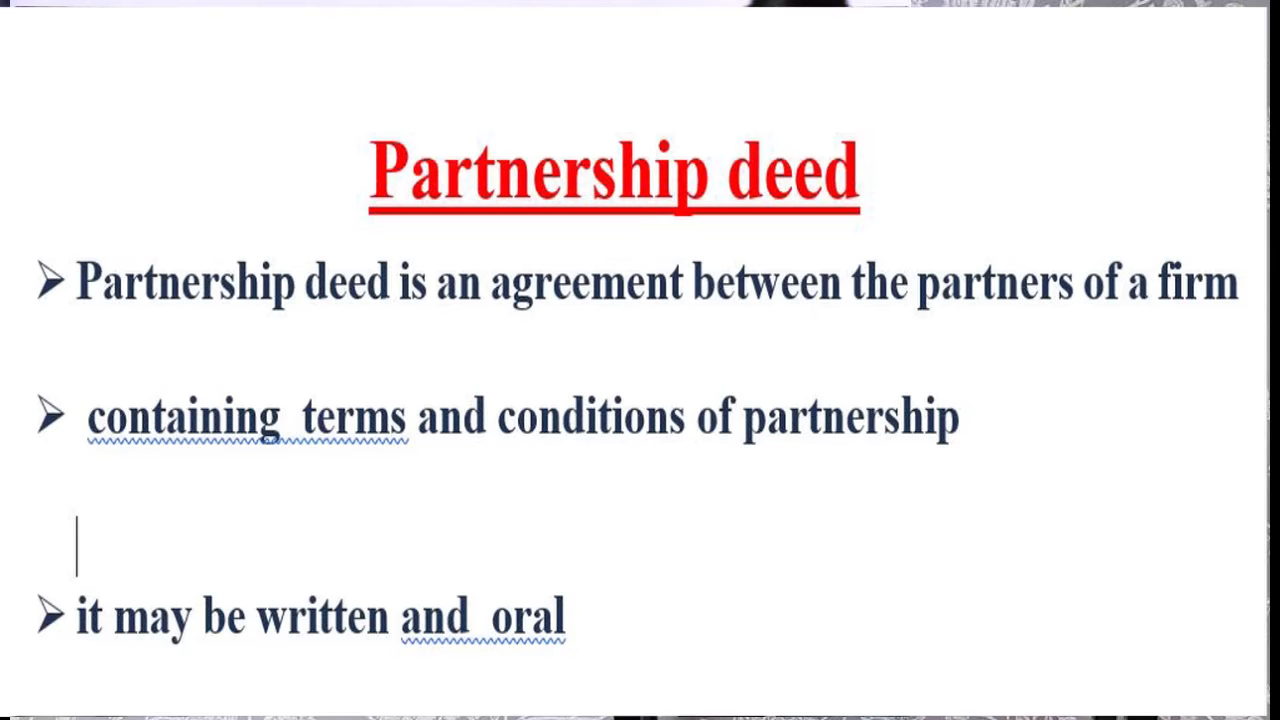 Partnership deed
➢ Partnership deed is an agreement between the partners of a firm
➢ containing  terms and conditions of partnership
➢ it may be written and  oral